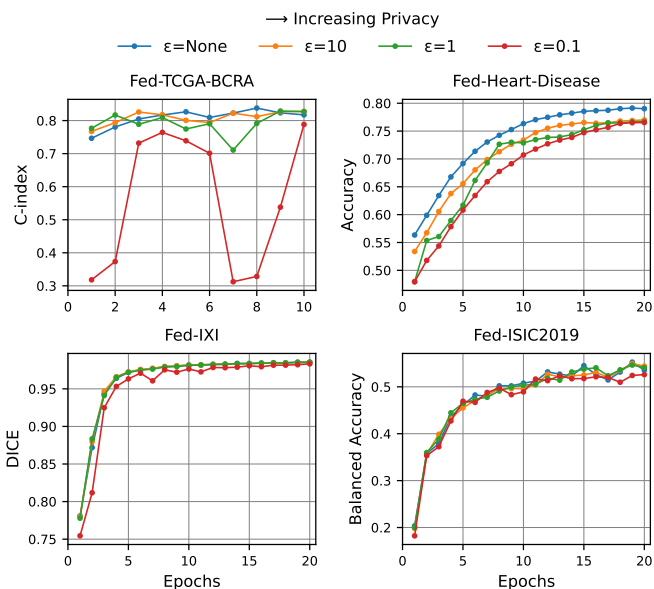 ⟶ Increasing Privacy
ε=None ε=10 ε=1 ε=0.1
Fed-TCGA-BCRA
C-index
0.8
0.7
0.6
0.5
0.4
0.3
0 2 4 6 8 10
Fed-Heart-Disease
Accuracy
0.80
0.75
0.70
0.65
0.60
0.55
0.50
0 5 10 15 20
Fed-IXI
DICE
0.95
0.90
0.85
0.80
0.75
0 5 10 15 20
Epochs
Fed-ISIC2019
Balanced Accuracy
0.5
0.4
0.3
0.2
0 5 10 15 20
Epochs